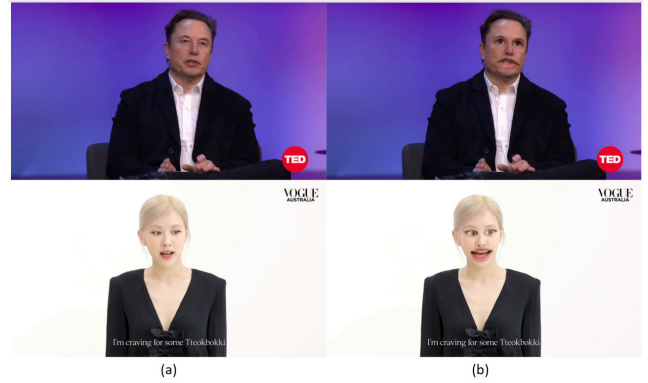 TED
TED
VOGUE
AUSTRALIA
VOGUE
AUSTRALIA
I'm craving for some Tteokbokki
I'm craving for some Tteokbokki
(a)
(b)